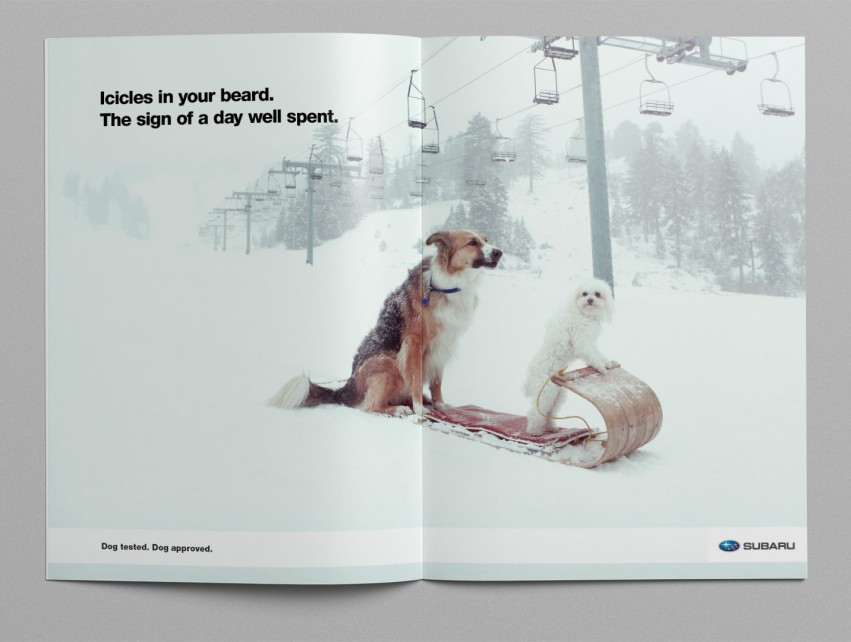 Icicles in your beard.
The sign of a day well spent.
Dog tested. Dog approved.
SUBARU